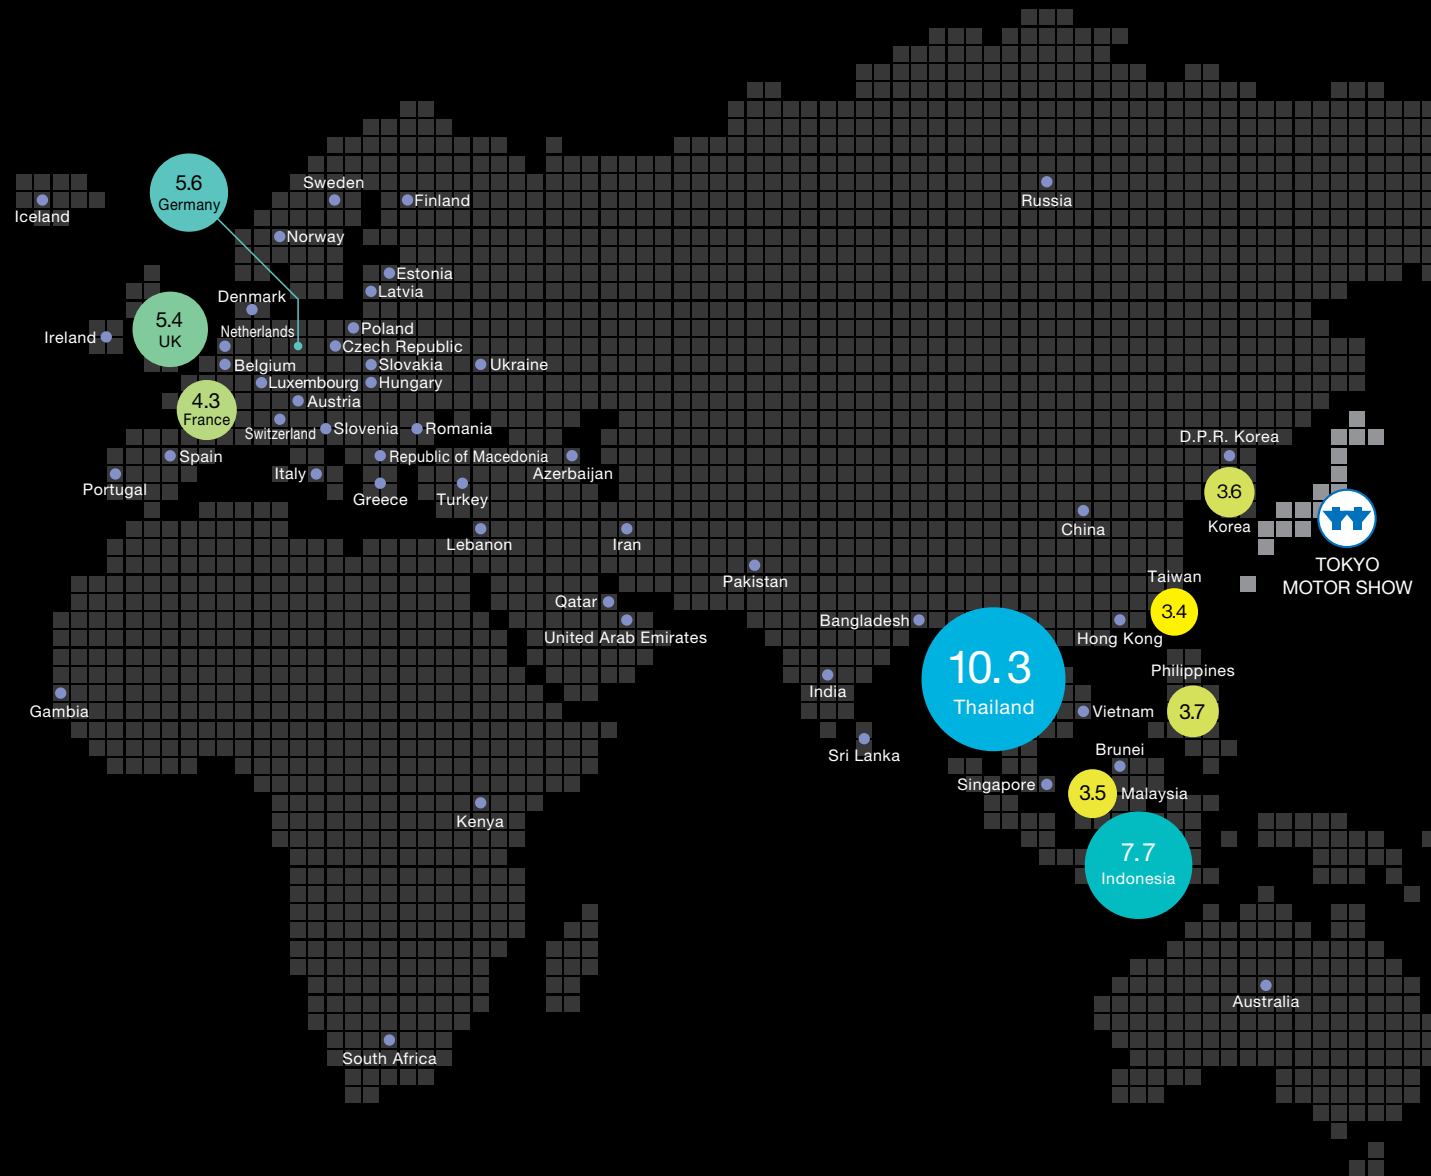 5.6
Germany
Sweden
Finland
Russia
Iceland
Norway
Estonia
Latvia
Denmark
5.4
UK
Ireland
Netherlands
Poland
Czech Republic
Belgium
Slovakia
Ukraine
Luxembourg
Hungary
4.3
France
Austria
Switzerland
Slovenia
Romania
D.P.R. Korea
Spain
Republic of Macedonia
Azerbaijan
Portugal
Italy
Greece
Turkey
3.6
Korea
China
Lebanon
Iran
TOKYO
MOTOR SHOW
Pakistan
Taiwan
3.4
Qatar
United Arab Emirates
Bangladesh
Hong Kong
10.3
Thailand
Philippines
3.7
India
Vietnam
Gambia
Sri Lanka
Brunei
Singapore
3.5
Malaysia
Kenya
7.7
Indonesia
Australia
South Africa